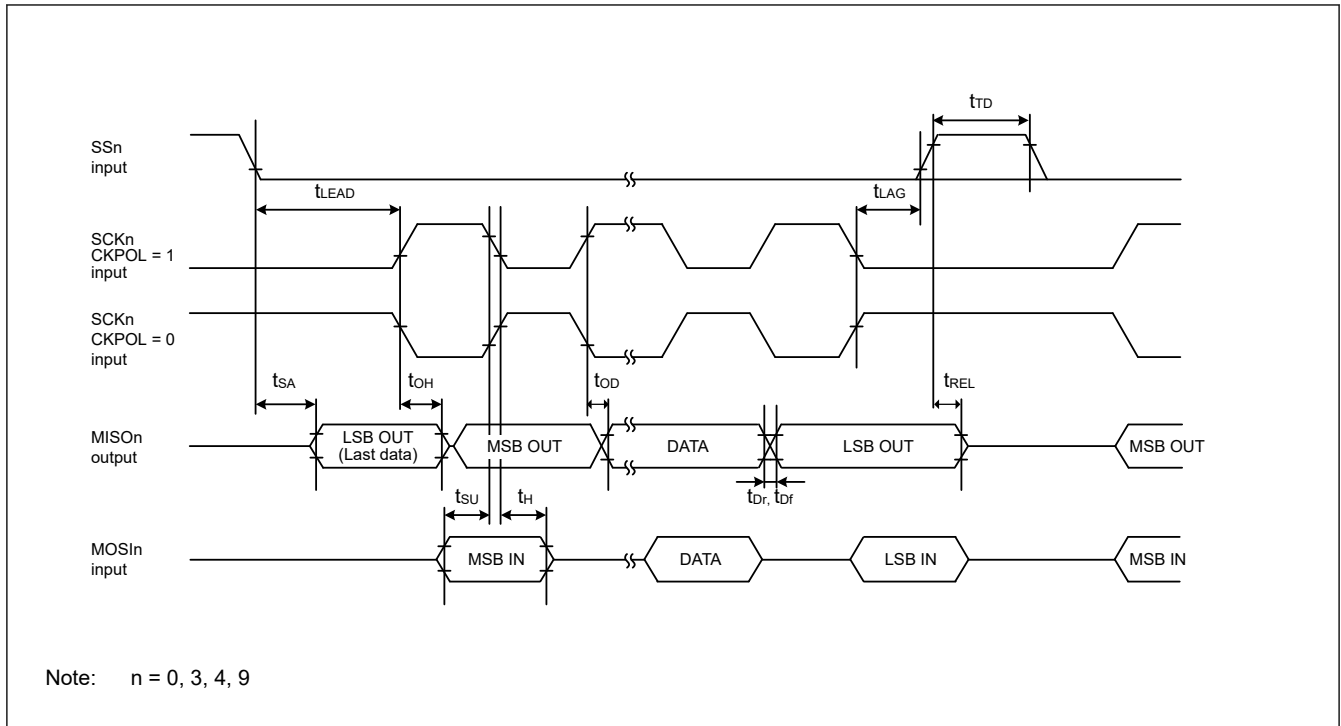 tTD
SSn
input
tLEAD
tLAG
SCKn
CKPOL = 1
input
SCKn
CKPOL = 0
input
tSA
tOH
tOD
tREL
MISOn
output
LSB OUT
(Last data)
MSB OUT
DATA
LSB OUT
MSB OUT
tSU
tH
tDr, tDf
MOSIn
input
MSB IN
DATA
LSB IN
MSB IN
Note: n = 0, 3, 4, 9